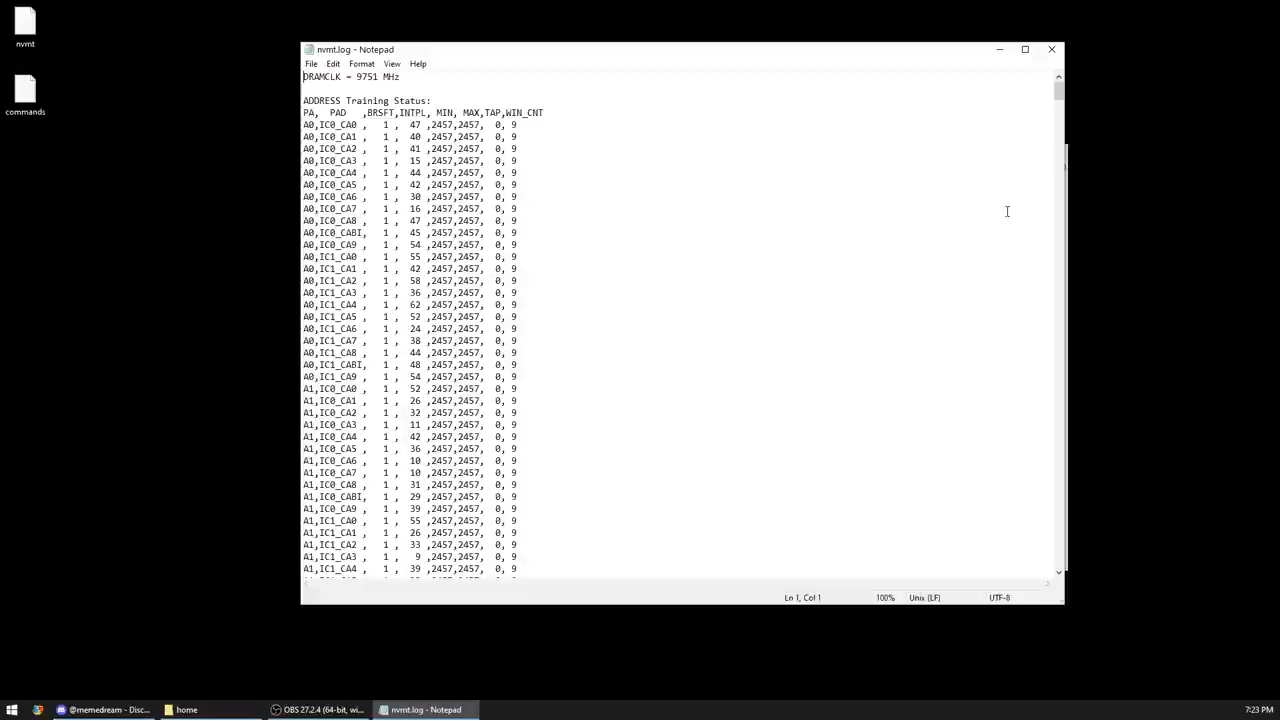 nvmt
commands
nvmt.log - Notepad
File Edit Format View Help
DRAMCLK = 9751 MHz
ADDRESS Training Status:
PA, PAD ,BRSFT,INTPL, MIN, MAX,TAP,WIN_CNT
A0,IC0_CA0 , 1 , 47 ,2457,2457, 0, 9
A0,IC0_CA1 , 1 , 40 ,2457,2457, 0, 9
A0,IC0_CA2 , 1 , 41 ,2457,2457, 0, 9
A0,IC0_CA3 , 1 , 15 ,2457,2457, 0, 9
A0,IC0_CA4 , 1 , 44 ,2457,2457, 0, 9
A0,IC0_CA5 , 1 , 42 ,2457,2457, 0, 9
A0,IC0_CA6 , 1 , 30 ,2457,2457, 0, 9
A0,IC0_CA7 , 1 , 16 ,2457,2457, 0, 9
A0,IC0_CA8 , 1 , 47 ,2457,2457, 0, 9
A0,IC0_CABI, 1 , 45 ,2457,2457, 0, 9
A0,IC0_CA9 , 1 , 54 ,2457,2457, 0, 9
A0,IC1_CA0 , 1 , 55 ,2457,2457, 0, 9
A0,IC1_CA1 , 1 , 42 ,2457,2457, 0, 9
A0,IC1_CA2 , 1 , 58 ,2457,2457, 0, 9
A0,IC1_CA3 , 1 , 36 ,2457,2457, 0, 9
A0,IC1_CA4 , 1 , 62 ,2457,2457, 0, 9
A0,IC1_CA5 , 1 , 52 ,2457,2457, 0, 9
A0,IC1_CA6 , 1 , 24 ,2457,2457, 0, 9
A0,IC1_CA7 , 1 , 38 ,2457,2457, 0, 9
A0,IC1_CA8 , 1 , 44 ,2457,2457, 0, 9
A0,IC1_CABI, 1 , 48 ,2457,2457, 0, 9
A0,IC1_CA9 , 1 , 54 ,2457,2457, 0, 9
A1,IC0_CA0 , 1 , 52 ,2457,2457, 0, 9
A1,IC0_CA1 , 1 , 26 ,2457,2457, 0, 9
A1,IC0_CA2 , 1 , 32 ,2457,2457, 0, 9
A1,IC0_CA3 , 1 , 11 ,2457,2457, 0, 9
A1,IC0_CA4 , 1 , 42 ,2457,2457, 0, 9
A1,IC0_CA5 , 1 , 36 ,2457,2457, 0, 9
A1,IC0_CA6 , 1 , 10 ,2457,2457, 0, 9
A1,IC0_CA7 , 1 , 10 ,2457,2457, 0, 9
A1,IC0_CA8 , 1 , 31 ,2457,2457, 0, 9
A1,IC0_CABI, 1 , 29 ,2457,2457, 0, 9
A1,IC0_CA9 , 1 , 39 ,2457,2457, 0, 9
A1,IC1_CA0 , 1 , 55 ,2457,2457, 0, 9
A1,IC1_CA1 , 1 , 26 ,2457,2457, 0, 9
A1,IC1_CA2 , 1 , 33 ,2457,2457, 0, 9
A1,IC1_CA3 , 1 , 9 ,2457,2457, 0, 9
A1,IC1_CA4 , 1 , 39 ,2457,2457, 0, 9
Ln 1, Col 1 100% Unix (LF) UTF-8
@memedream - Disc... home OBS 27.2.4 (64-bit, wi... nvmt.log - Notepad 7:23 PM